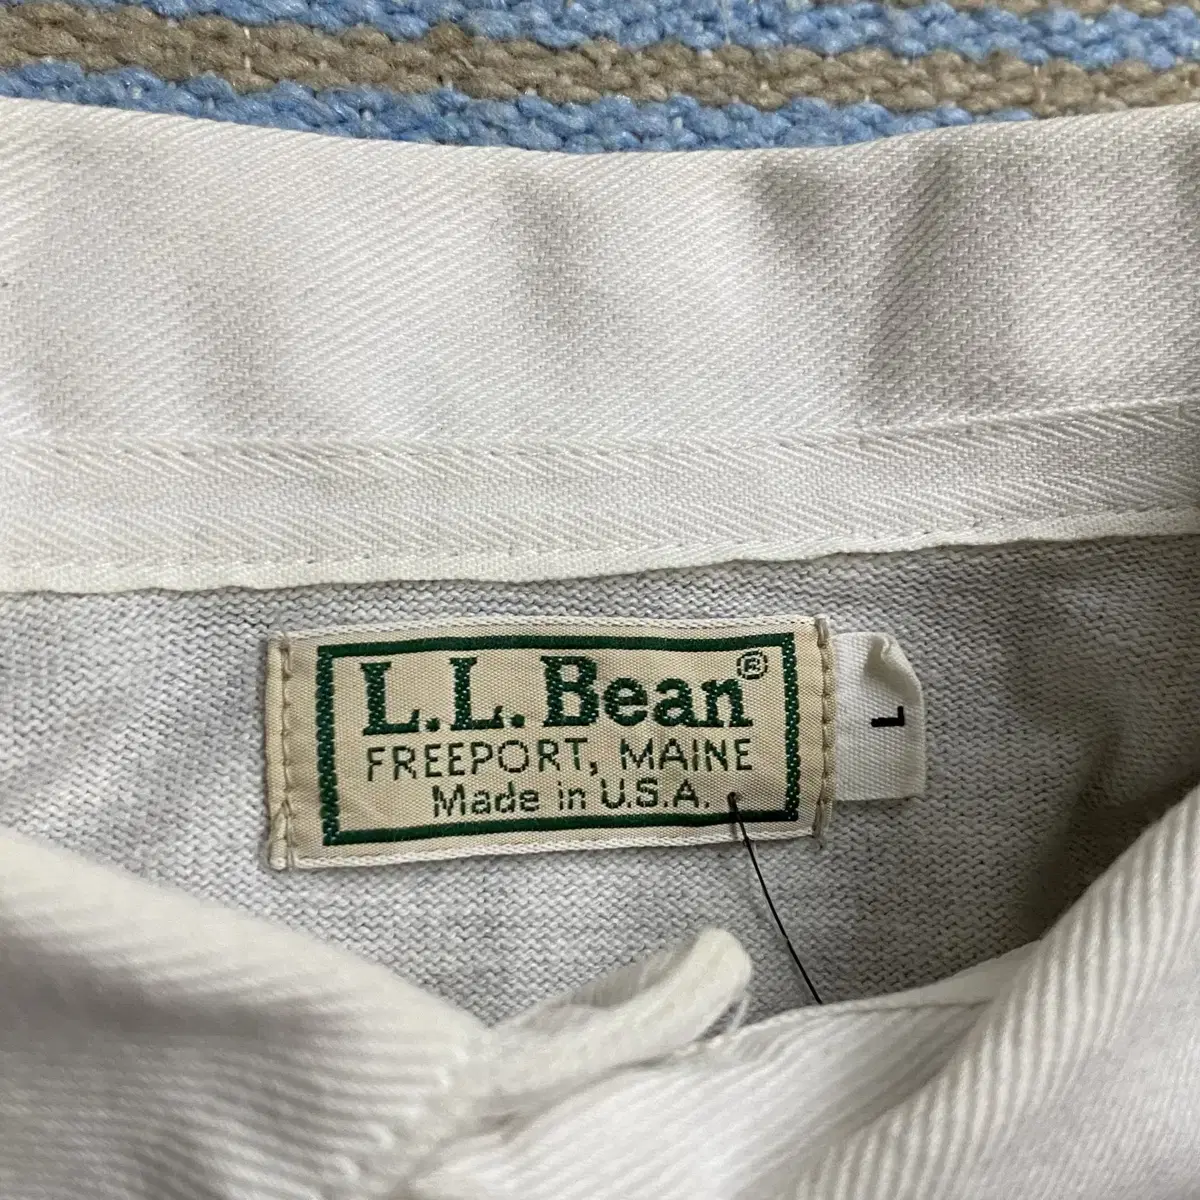 L.L.Bean®
FREEPORT, MAINE
Made in U.S.A.
L